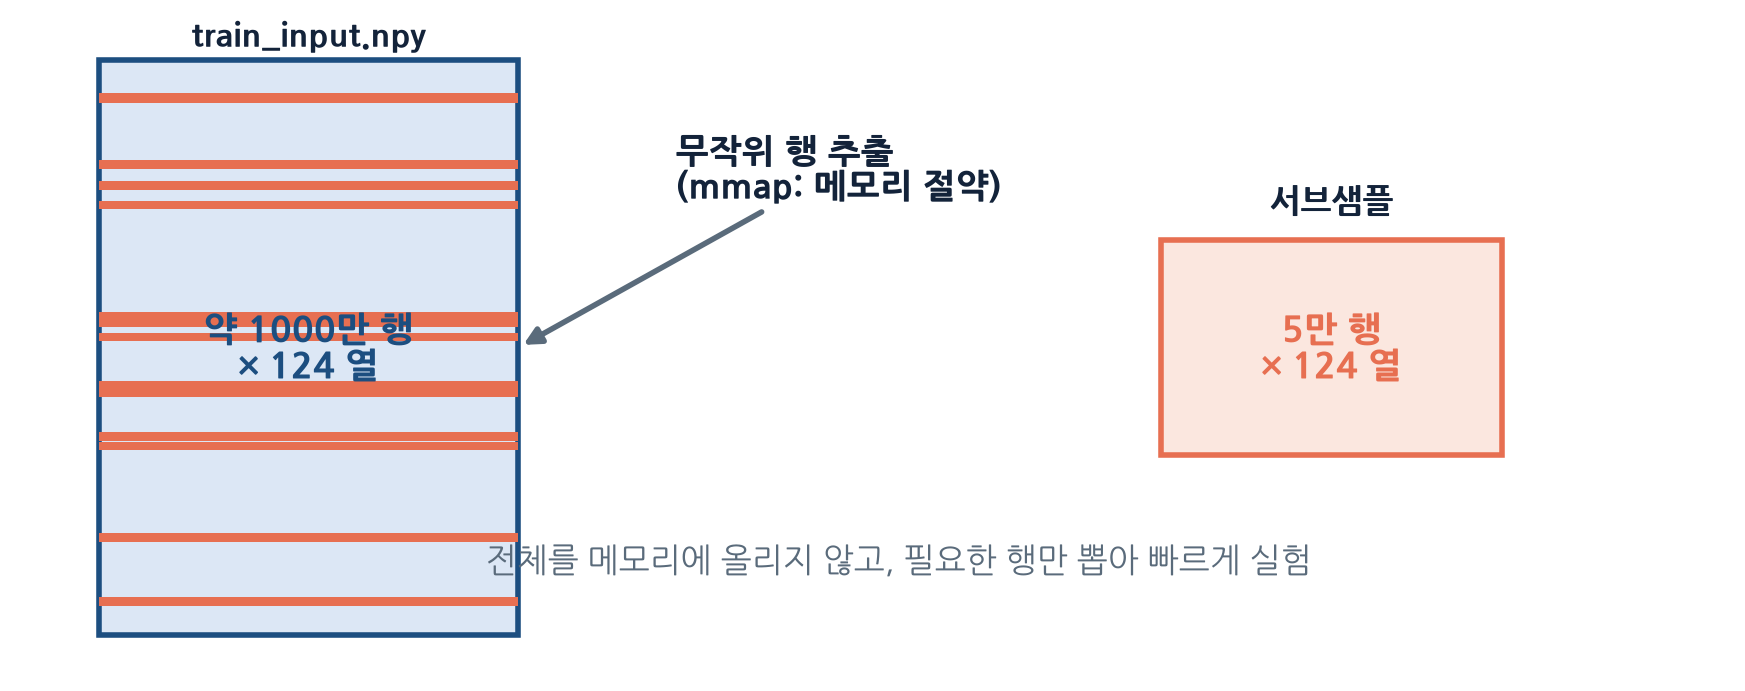 train_input.npy
무작위 행 추출
(mmap: 메모리 절약)
서브샘플
약 1000만 행
× 124 열
5만 행
× 124 열
전체를 메모리에 올리지 않고, 필요한 행만 뽑아 빠르게 실험